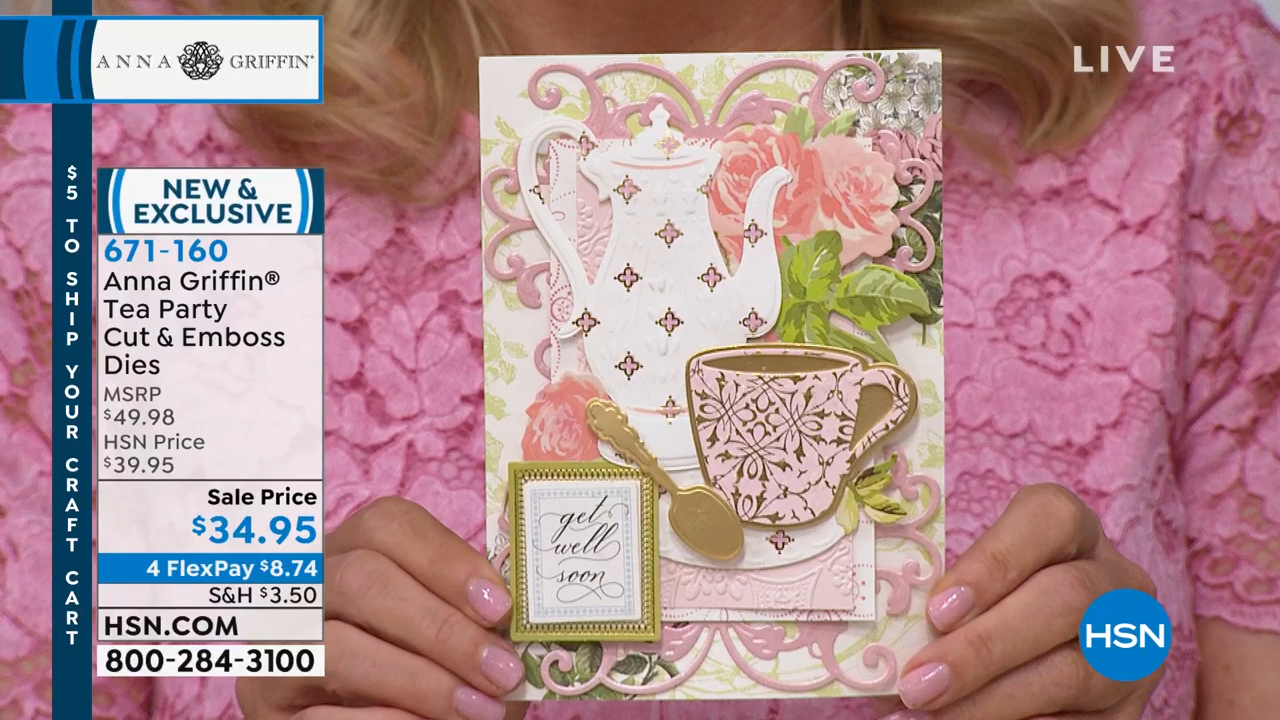 ANNA GRIFFIN®
LIVE
$5 TO SHIP YOUR CRAFT CART
NEW &
EXCLUSIVE
671-160
Anna Griffin®
Tea Party
Cut & Emboss
Dies
MSRP
$49.98
HSN Price
$39.95
Sale Price
$34.95
4 FlexPay $8.74
S&H $3.50
HSN.COM
800-284-3100
get
well
soon
HSN